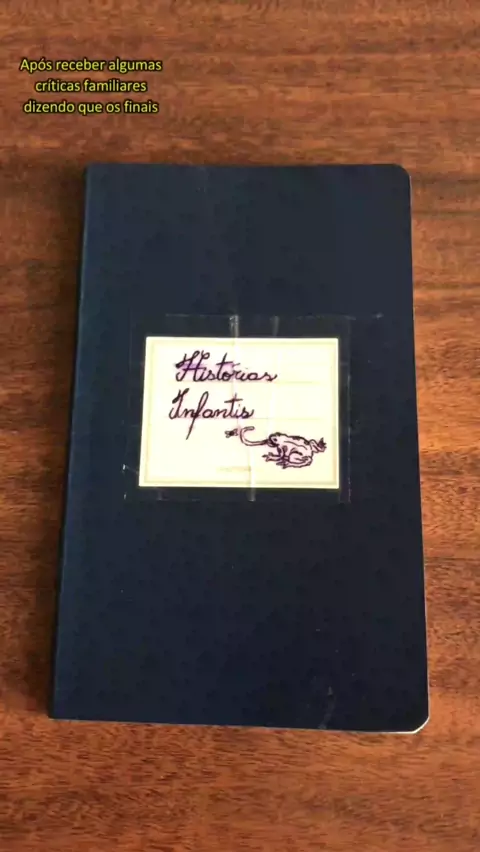 Após receber algumas
críticas familiares
dizendo que os finais
Histórias
Infantis